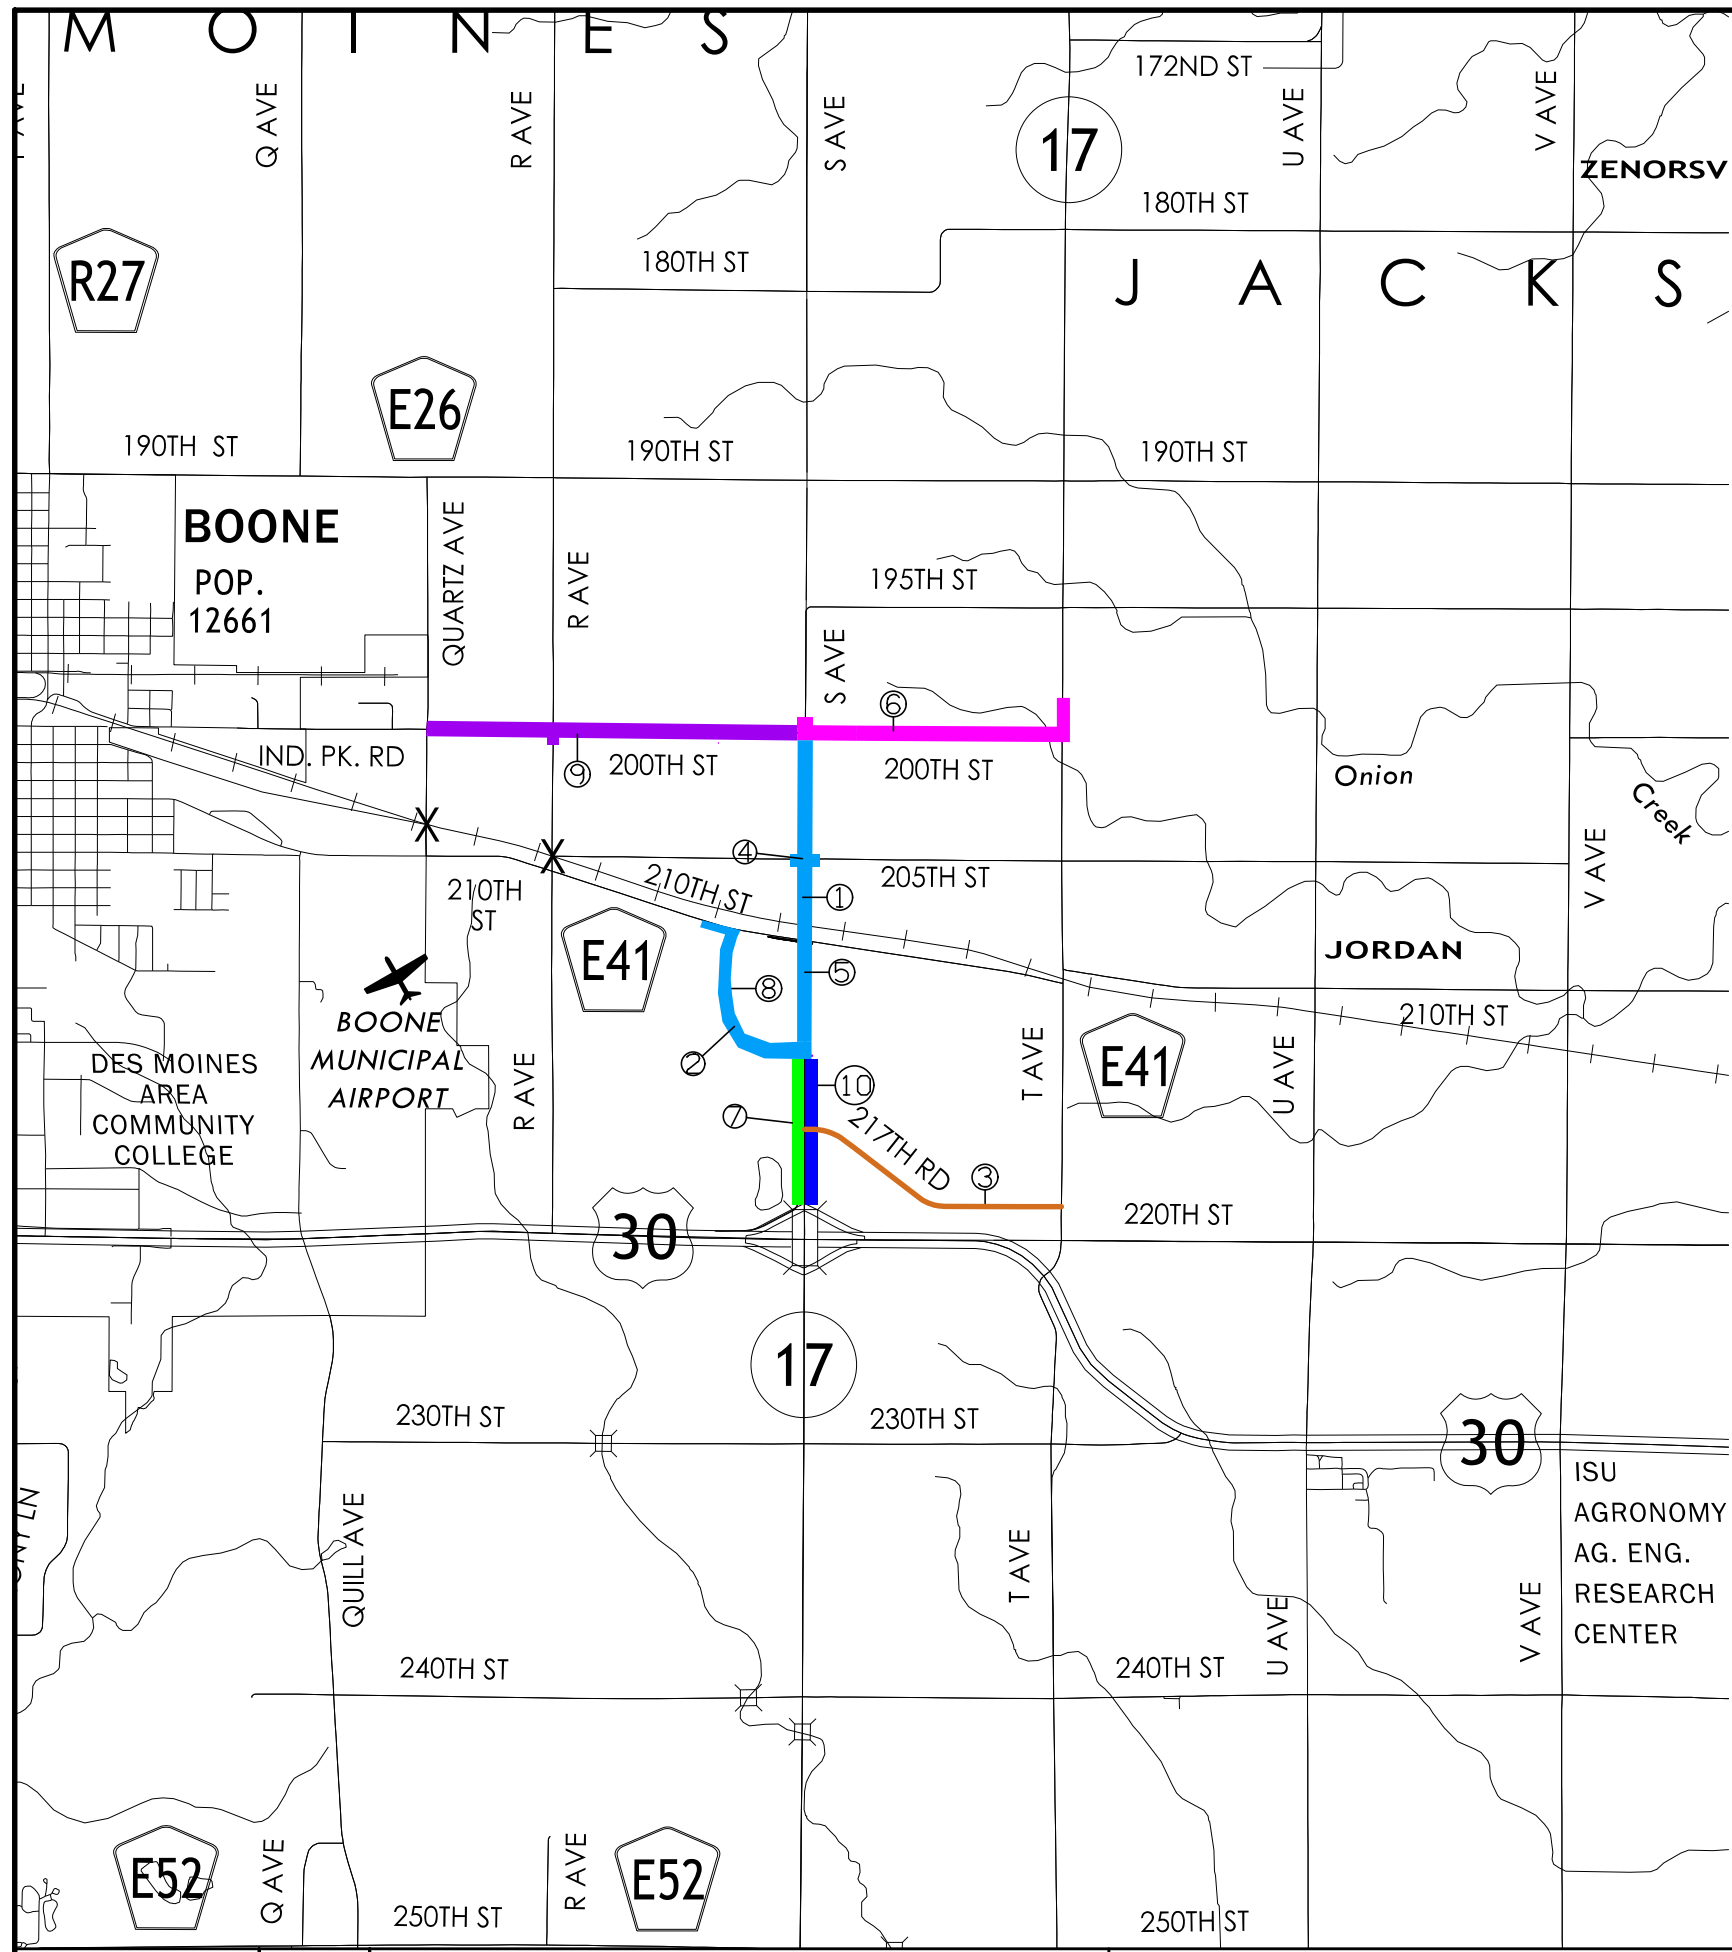 M O I N E S
172ND ST
Q AVE
R AVE
S AVE
17
U AVE
V AVE
ZENORSV
180TH ST
180TH ST
R27
J A C K S
E26
190TH ST
190TH ST
190TH ST
BOONE
POP.
12661
QUARTZ AVE
R AVE
195TH ST
S AVE
6
IND. PK. RD
9
200TH ST
200TH ST
Onion
Creek
4
210TH
ST
210TH ST
205TH ST
1
V AVE
E41
5
JORDAN
8
BOONE
MUNICIPAL
AIRPORT
210TH ST
DES MOINES
AREA
COMMUNITY
COLLEGE
R AVE
2
T AVE
E41
U AVE
10
7
217TH RD
3
30
220TH ST
17
230TH ST
230TH ST
30
ISU
AGRONOMY
AG. ENG.
RESEARCH
CENTER
QUILL AVE
T AVE
U AVE
V AVE
240TH ST
240TH ST
E52
Q AVE
R AVE
E52
250TH ST
250TH ST